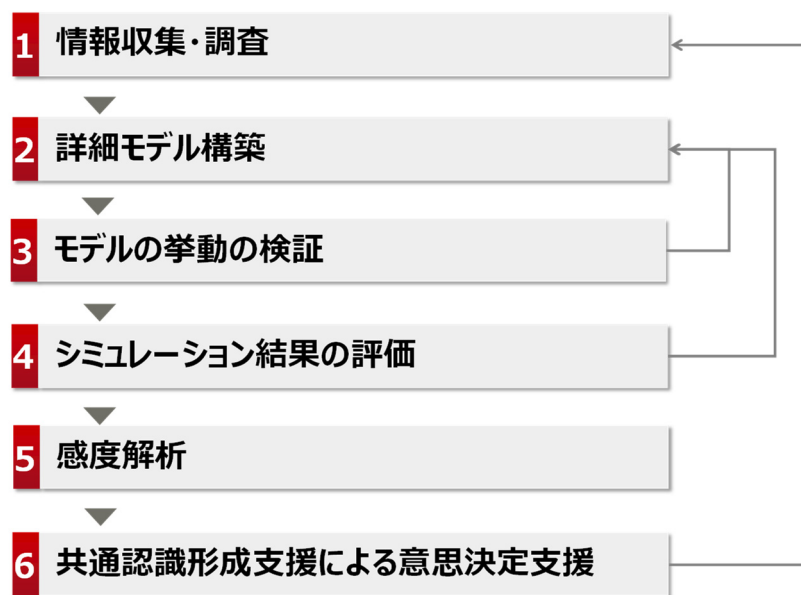 1 情報収集・調査
2 詳細モデル構築
3 モデルの挙動の検証
4 シミュレーション結果の評価
5 感度解析
6 共通認識形成支援による意思決定支援